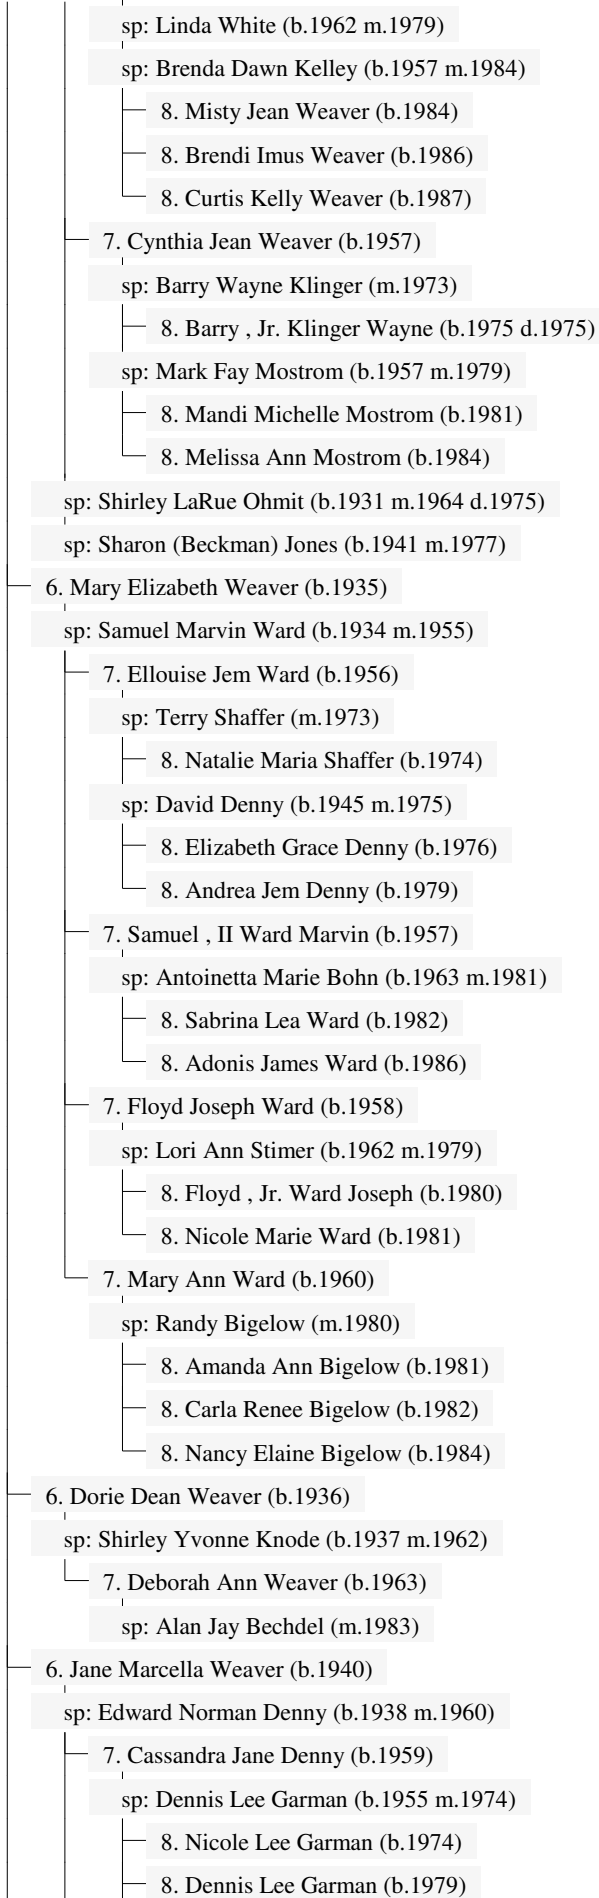 sp: Linda White (b.1962 m.1979)
sp: Brenda Dawn Kelley (b.1957 m.1984)
8. Misty Jean Weaver (b.1984)
8. Brendi Imus Weaver (b.1986)
8. Curtis Kelly Weaver (b.1987)
7. Cynthia Jean Weaver (b.1957)
sp: Barry Wayne Klinger (m.1973)
8. Barry , Jr. Klinger Wayne (b.1975 d.1975)
sp: Mark Fay Mostrom (b.1957 m.1979)
8. Mandi Michelle Mostrom (b.1981)
8. Melissa Ann Mostrom (b.1984)
sp: Shirley LaRue Ohmit (b.1931 m.1964 d.1975)
sp: Sharon (Beckman) Jones (b.1941 m.1977)
6. Mary Elizabeth Weaver (b.1935)
sp: Samuel Marvin Ward (b.1934 m.1955)
7. Ellouise Jem Ward (b.1956)
sp: Terry Shaffer (m.1973)
8. Natalie Maria Shaffer (b.1974)
sp: David Denny (b.1945 m.1975)
8. Elizabeth Grace Denny (b.1976)
8. Andrea Jem Denny (b.1979)
7. Samuel , II Ward Marvin (b.1957)
sp: Antoinetta Marie Bohn (b.1963 m.1981)
8. Sabrina Lea Ward (b.1982)
8. Adonis James Ward (b.1986)
7. Floyd Joseph Ward (b.1958)
sp: Lori Ann Stimer (b.1962 m.1979)
8. Floyd , Jr. Ward Joseph (b.1980)
8. Nicole Marie Ward (b.1981)
7. Mary Ann Ward (b.1960)
sp: Randy Bigelow (m.1980)
8. Amanda Ann Bigelow (b.1981)
8. Carla Renee Bigelow (b.1982)
8. Nancy Elaine Bigelow (b.1984)
6. Dorie Dean Weaver (b.1936)
sp: Shirley Yvonne Knode (b.1937 m.1962)
7. Deborah Ann Weaver (b.1963)
sp: Alan Jay Bechdel (m.1983)
6. Jane Marcella Weaver (b.1940)
sp: Edward Norman Denny (b.1938 m.1960)
7. Cassandra Jane Denny (b.1959)
sp: Dennis Lee Garman (b.1955 m.1974)
8. Nicole Lee Garman (b.1974)
8. Dennis Lee Garman (b.1979)